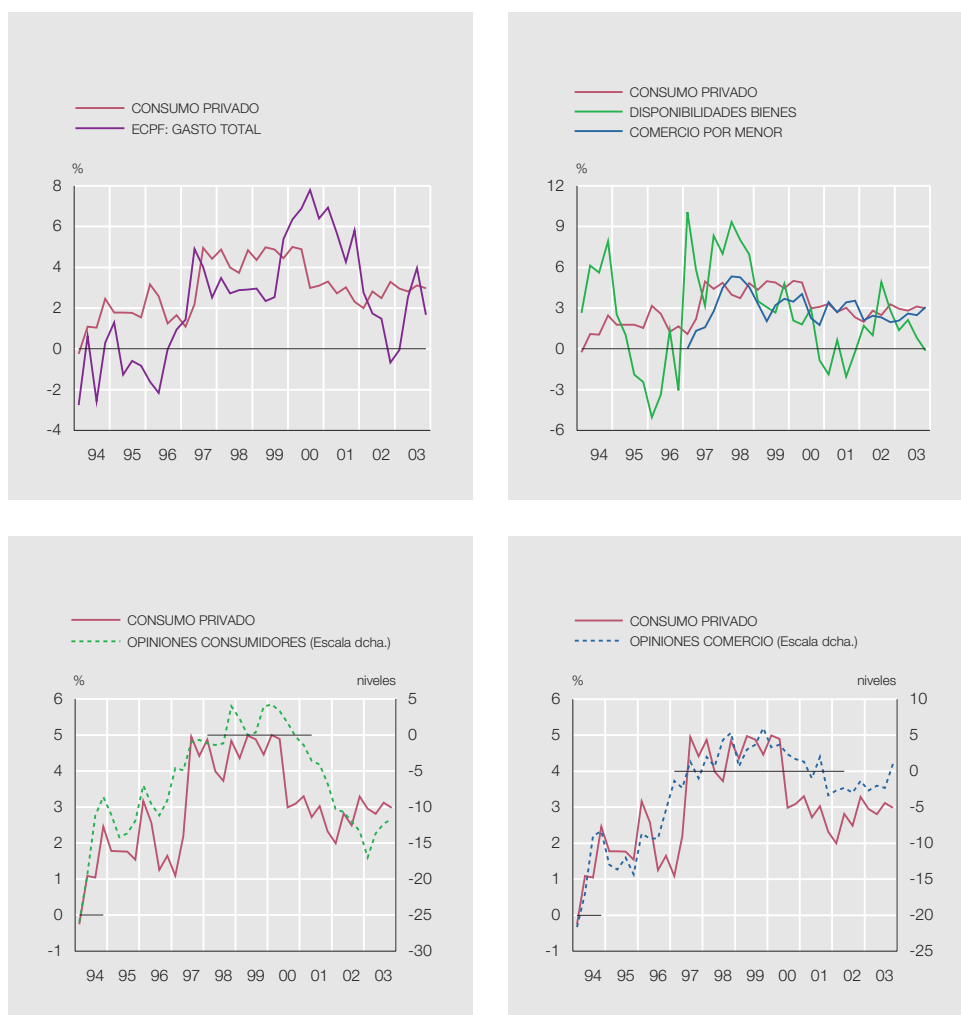 CONSUMO PRIVADO
ECPF: GASTO TOTAL
%
8
6
4
2
0
-2
-4
94 95 96 97 98 99 00 01 02 03
CONSUMO PRIVADO
DISPONIBILIDADES BIENES
COMERCIO POR MENOR
%
12
9
6
3
0
-3
-6
94 95 96 97 98 99 00 01 02 03
CONSUMO PRIVADO
OPINIONES CONSUMIDORES (Escala dcha.)
% niveles
6 5
5 0
4 -5
3 -10
2 -15
1 -20
0 -25
-1 -30
94 95 96 97 98 99 00 01 02 03
CONSUMO PRIVADO
OPINIONES COMERCIO (Escala dcha.)
% niveles
6 10
5 5
4 0
3 -5
2 -10
1 -15
0 -20
-1 -25
94 95 96 97 98 99 00 01 02 03